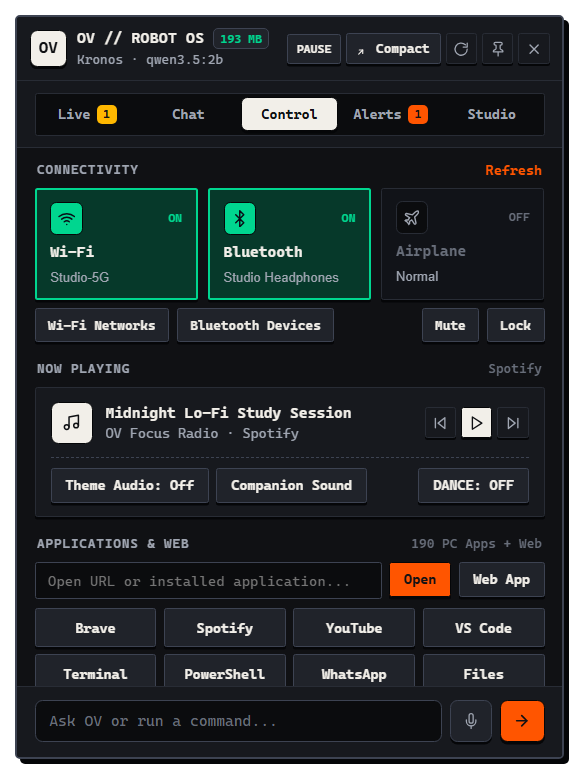 OV
OV // ROBOT OS 193 MB
Kronos · qwen3.5:2b
PAUSE
Compact
Live 1
Chat
Control
Alerts 1
Studio
CONNECTIVITY
Refresh
ON
Wi-Fi
Studio-5G
ON
Bluetooth
Studio Headphones
OFF
Airplane
Normal
Wi-Fi Networks
Bluetooth Devices
Mute
Lock
NOW PLAYING
Spotify
Midnight Lo-Fi Study Session
OV Focus Radio · Spotify
Theme Audio: Off
Companion Sound
DANCE: OFF
APPLICATIONS & WEB
190 PC Apps + Web
Open URL or installed application...
Open
Web App
Brave
Spotify
YouTube
VS Code
Terminal
PowerShell
WhatsApp
Files
Ask OV or run a command...